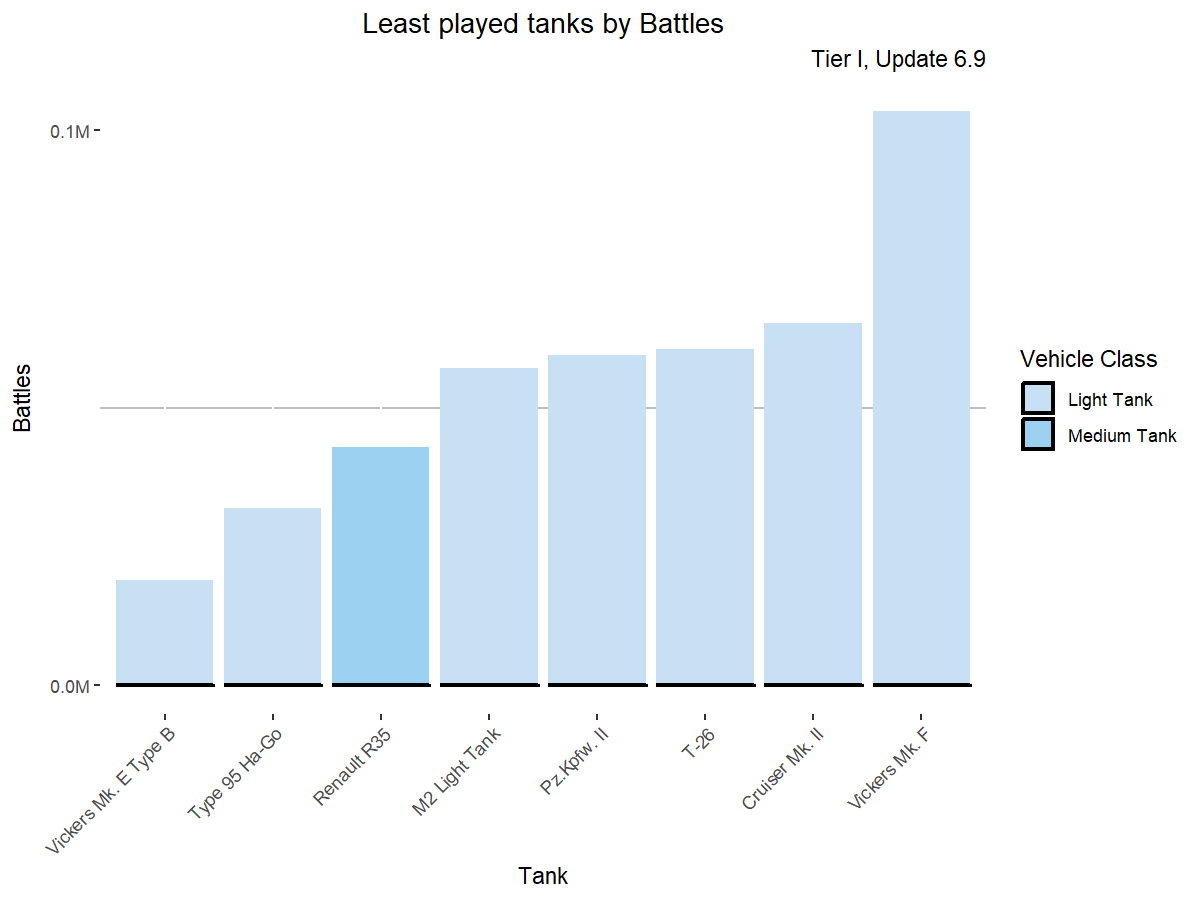 Least played tanks by Battles
Tier I, Update 6.9
0.1M
0.0M
Battles
Vickers Mk. E Type B
Type 95 Ha-Go
Renault R35
M2 Light Tank
Pz.Kpfw. II
T-26
Cruiser Mk. II
Vickers Mk. F
Tank
Vehicle Class
Light Tank
Medium Tank